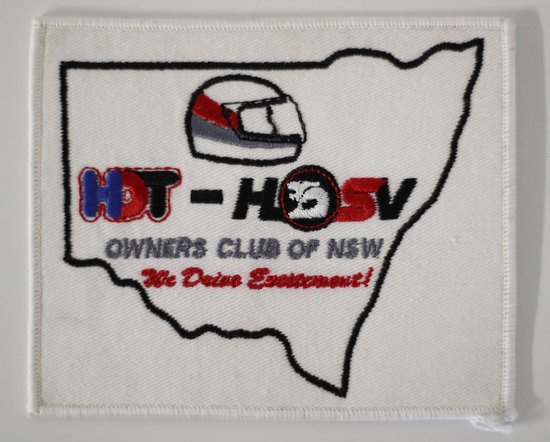 HDT - HSV
OWNERS CLUB OF NSW
We Drive Excitement!